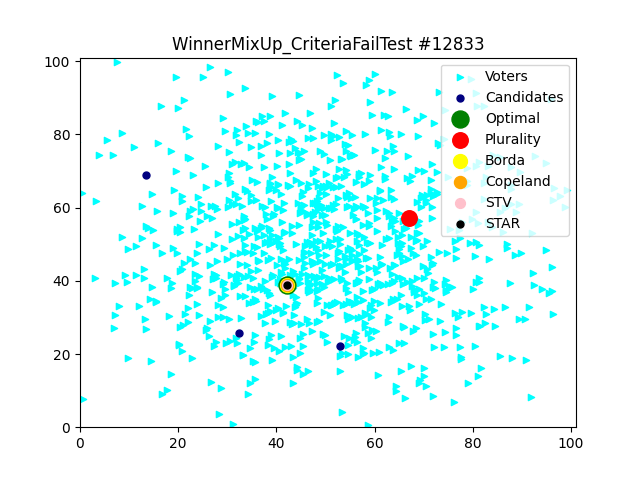 WinnerMixUp_CriteriaFailTest #12833
100
80
60
40
20
0
0
20
40
60
80
100
Voters
Candidates
Optimal
Plurality
Borda
Copeland
STV
STAR